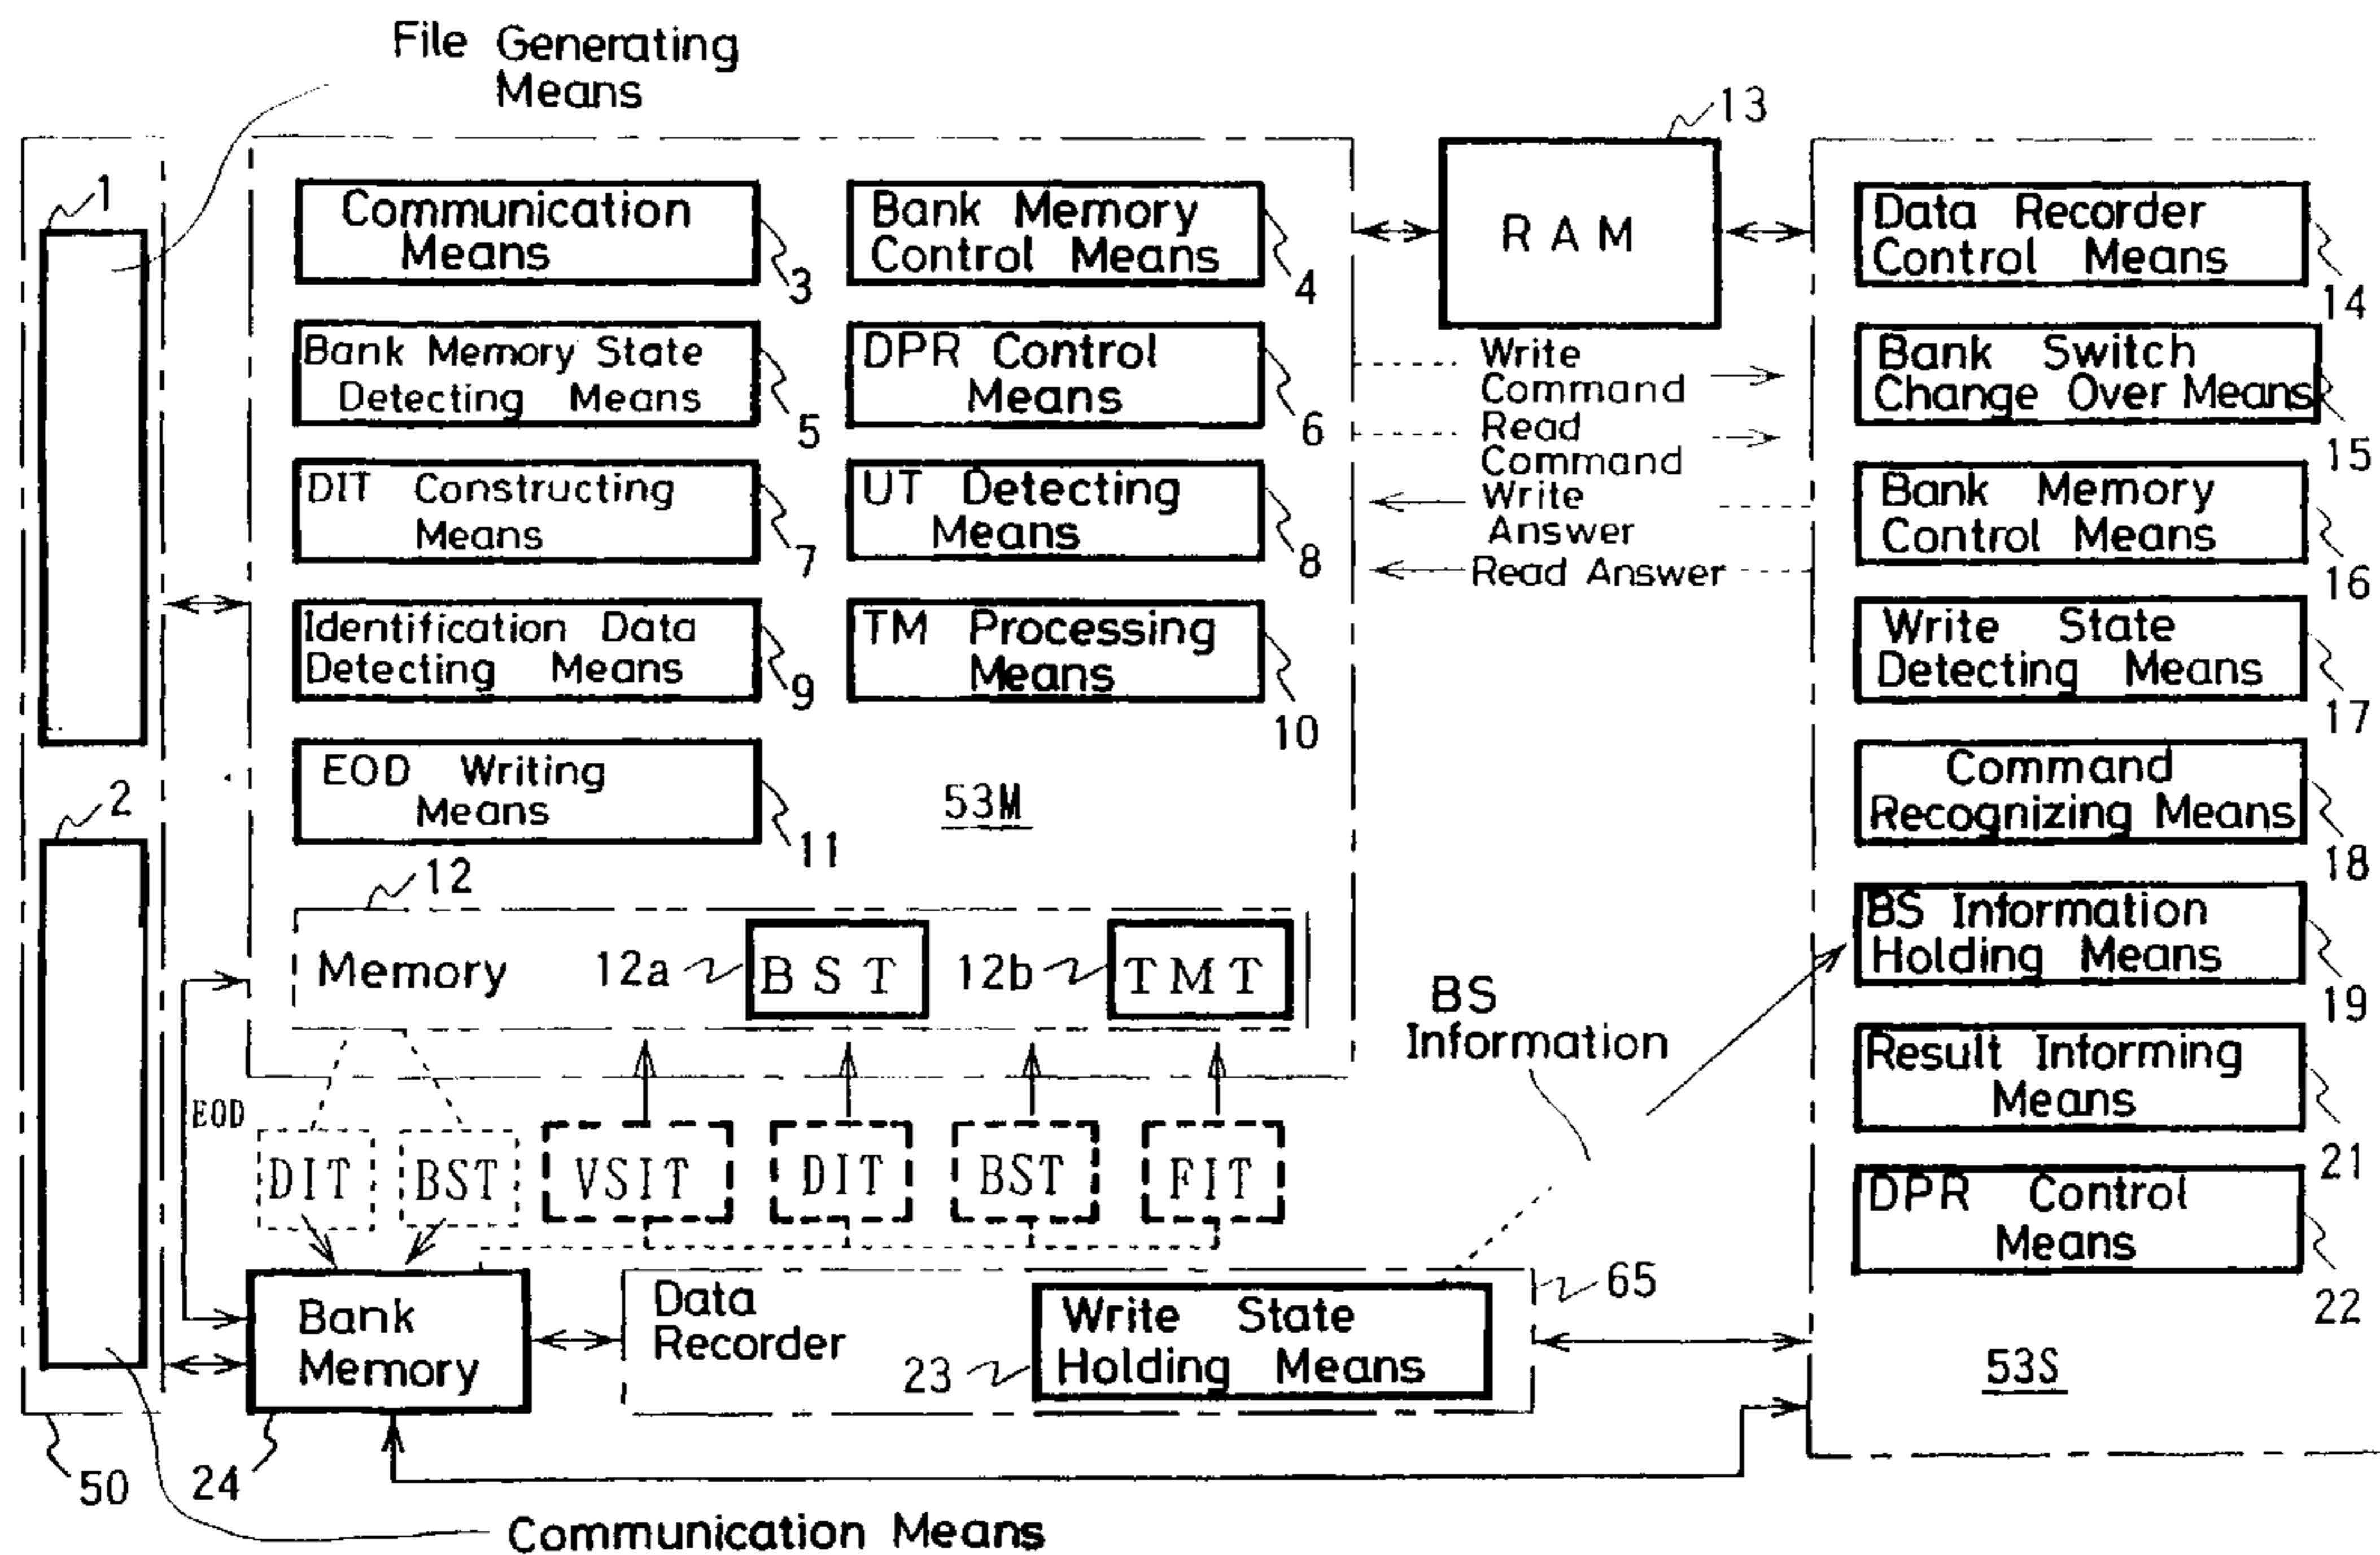 File Generating
Means
1
2
50
Communication
Means
3
Bank Memory
Control Means
4
Bank Memory State
Detecting Means
5
DPR Control
Means
6
DIT Constructing
Means
7
UT Detecting
Means
8
Identification Data
Detecting Means
9
TM Processing
Means
10
EOD Writing
Means
11
53M
12
Memory
12a
BST
12b
TMT
13
RAM
Write
Command
Read
Command
Write
Answer
Read Answer
Data Recorder
Control Means
14
Bank Switch
Change Over Means
15
Bank Memory
Control Means
16
Write State
Detecting Means
17
Command
Recognizing Means
18
BS Information
Holding Means
19
Result Informing
Means
21
DPR Control
Means
22
53S
BS
Information
EOD
DIT
BST
VSIT
DIT
BST
FIT
Bank
Memory
24
Data
Recorder
65
Write State
Holding Means
23
Communication Means